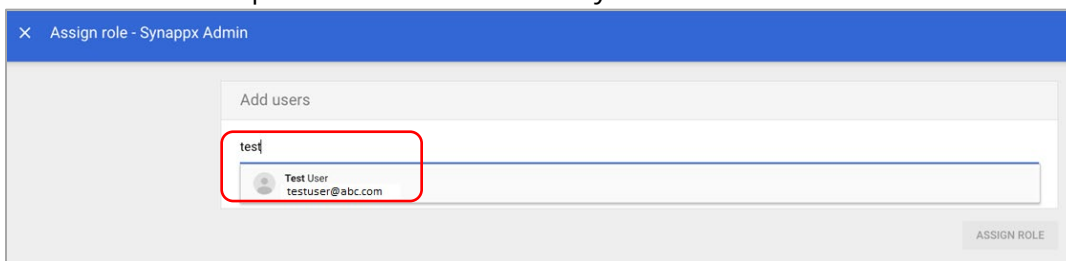 × Assign role - Synappx Admin
Add users
test
Test User
testuser@abc.com
ASSIGN ROLE